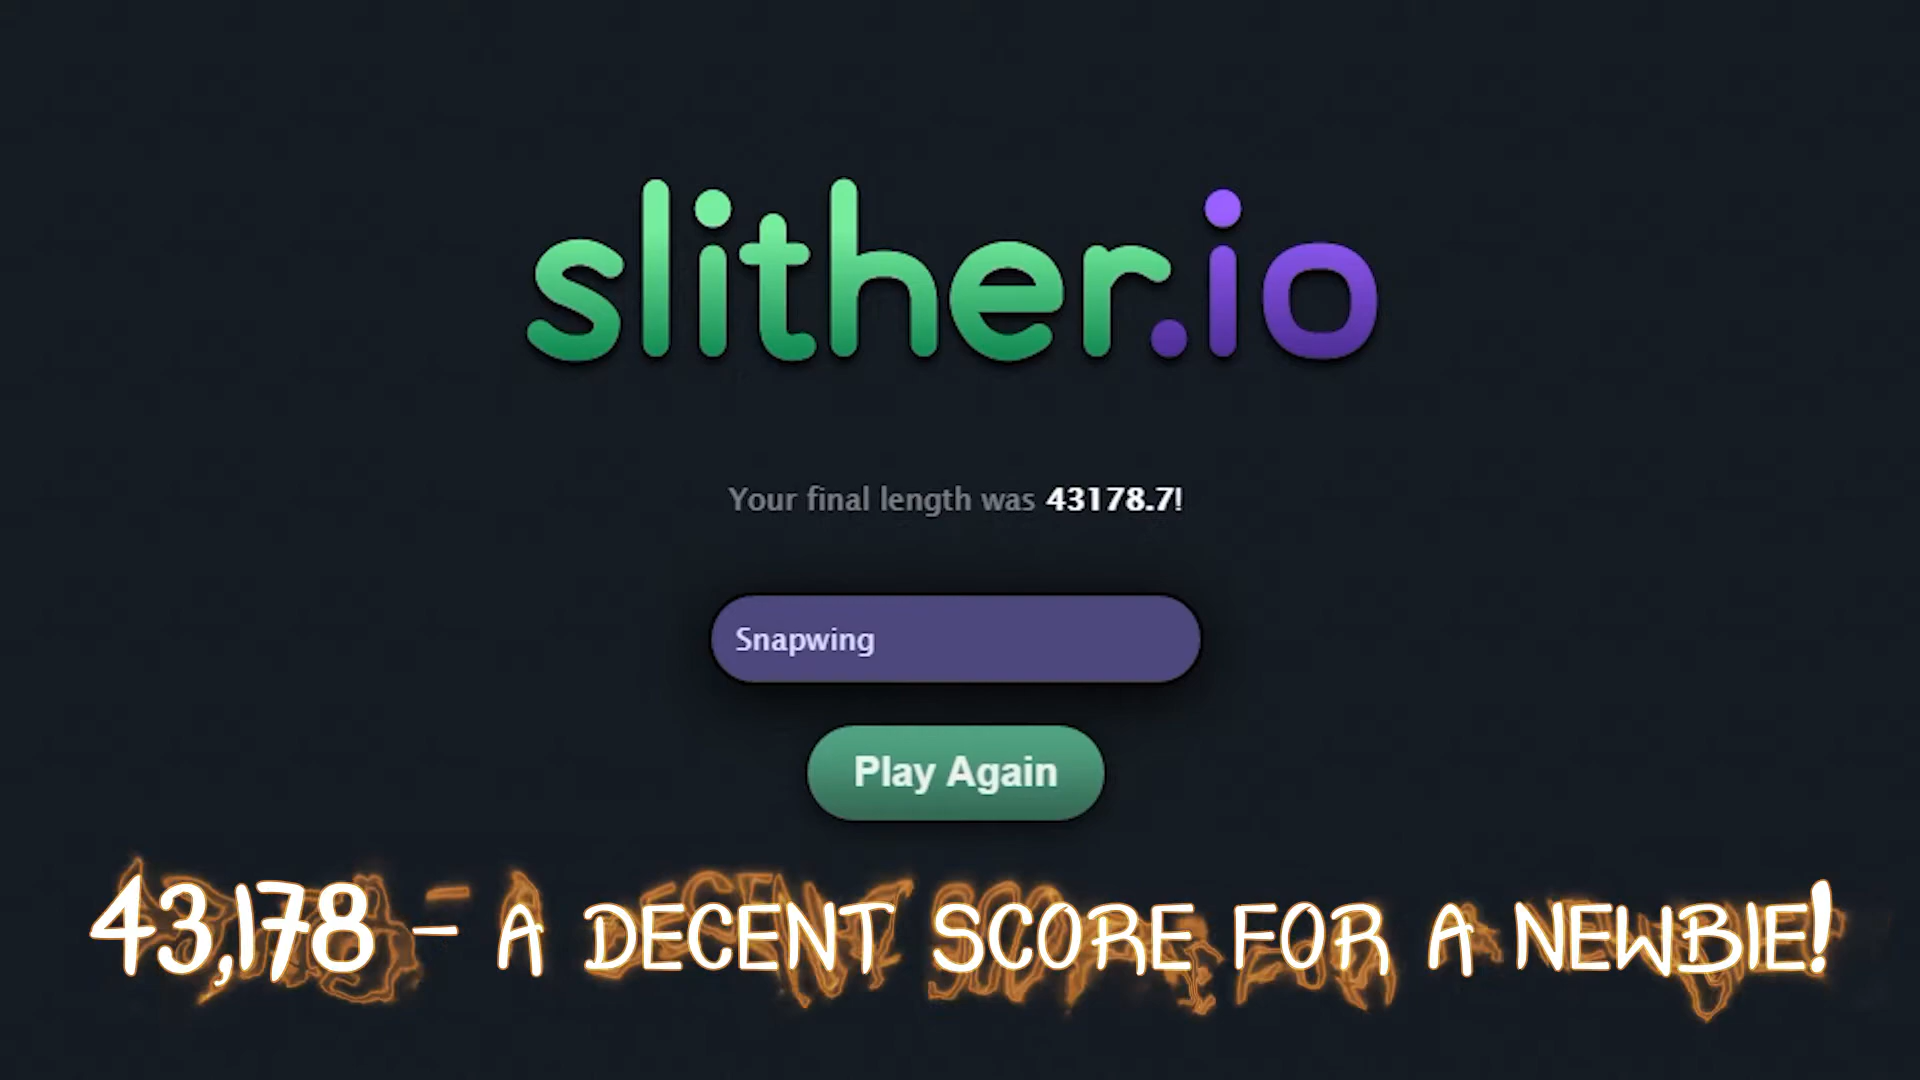 slither.io
Your final length was 43178.7!
Snapwing
Play Again
43,178 - A DECENT SCORE FOR A NEWBIE!